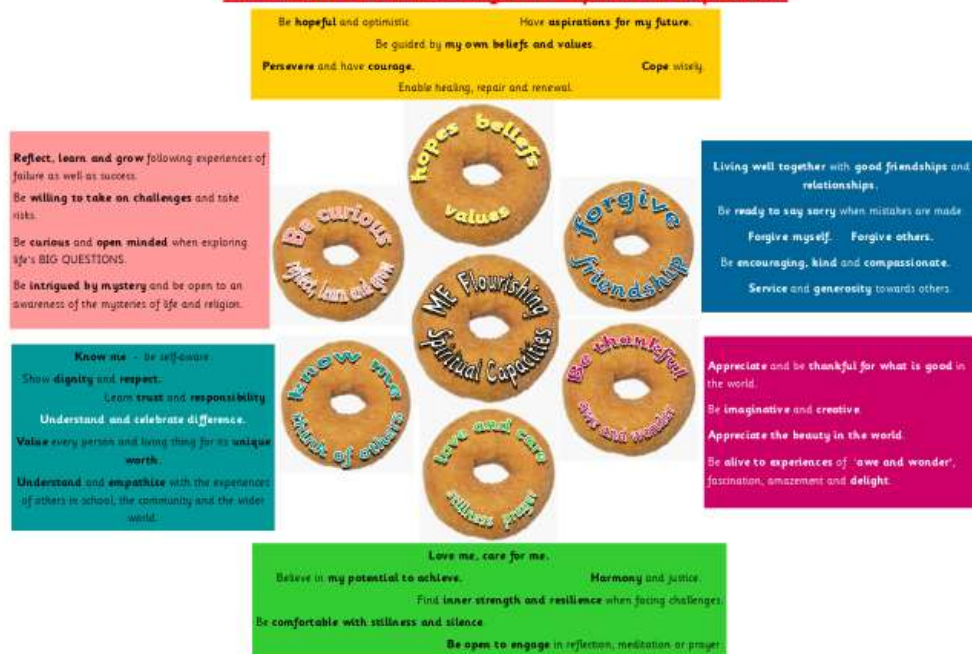 Be hopeful and optimistic. Have aspirations for my future.
Be guided by my own beliefs and values.
Persevere and have courage. Cope wisely.
Enable healing, repair and renewal.
hopes beliefs
values
Reflect, learn and grow following experiences of
failure as well as success.
Be willing to take on challenges and take
risks.
Be curious and open minded when exploring
life's BIG QUESTIONS.
Be intrigued by mystery and be open to an
awareness of the mysteries of life and religion.
Be curious
reflect, learn and grow
forgive
friendship
Living well together with good friendships and
relationships.
Be ready to say sorry when mistakes are made
Forgive myself. Forgive others.
Be encouraging, kind and compassionate.
Service and generosity towards others.
ME Flourishing
Spiritual Capacities
Know me - be self-aware.
Show dignity and respect.
Learn trust and responsibility
Understand and celebrate difference.
Value every person and living thing for its unique
worth.
Understand and empathise with the experiences
of others in school, the community and the wider
world.
know me
think of others
Be thankful
awe and wonder
Appreciate and be thankful for what is good in
the world.
Be imaginative and creative.
Appreciate the beauty in the world.
Be alive to experiences of 'awe and wonder',
fascination, amazement and delight.
love and care
stillness prayer
Love me, care for me.
Believe in my potential to achieve. Harmony and justice.
Find inner strength and resilience when facing challenges.
Be comfortable with stillness and silence.
Be open to engage in reflection, meditation or prayer